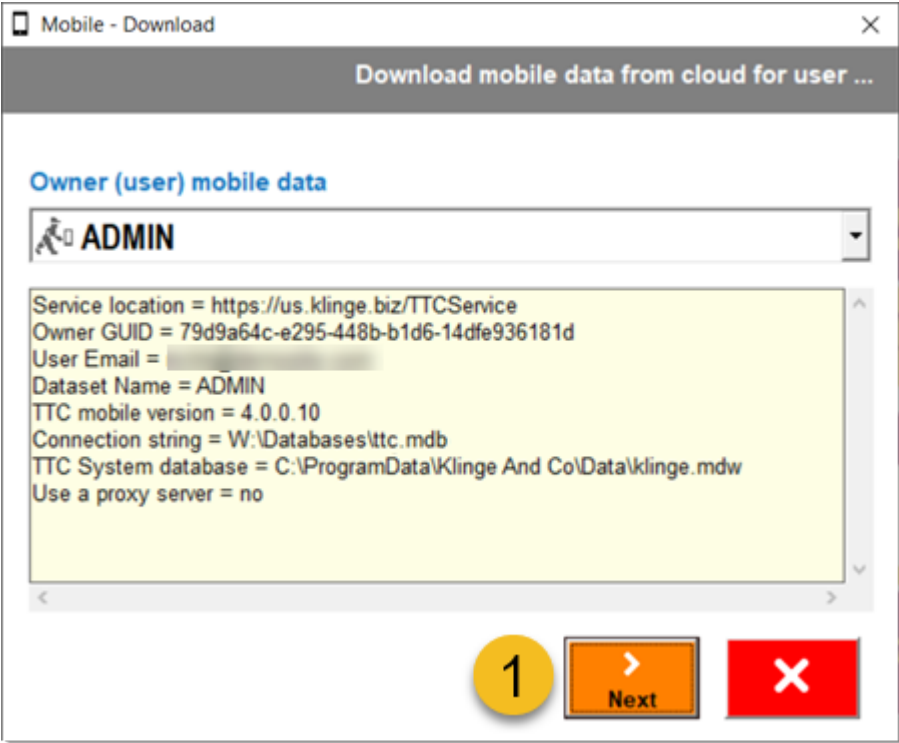 Mobile - Download
Download mobile data from cloud for user ...
Owner (user) mobile data
ADMIN
Service location = https://us.klinge.biz/TTCService
Owner GUID = 79d9a64c-e295-448b-b1d6-14dfe936181d
User Email =
Dataset Name = ADMIN
TTC mobile version = 4.0.0.10
Connection string = W:\Databases\ttc.mdb
TTC System database = C:\ProgramData\Klinge And Co\Data\klinge.mdw
Use a proxy server = no
1
Next